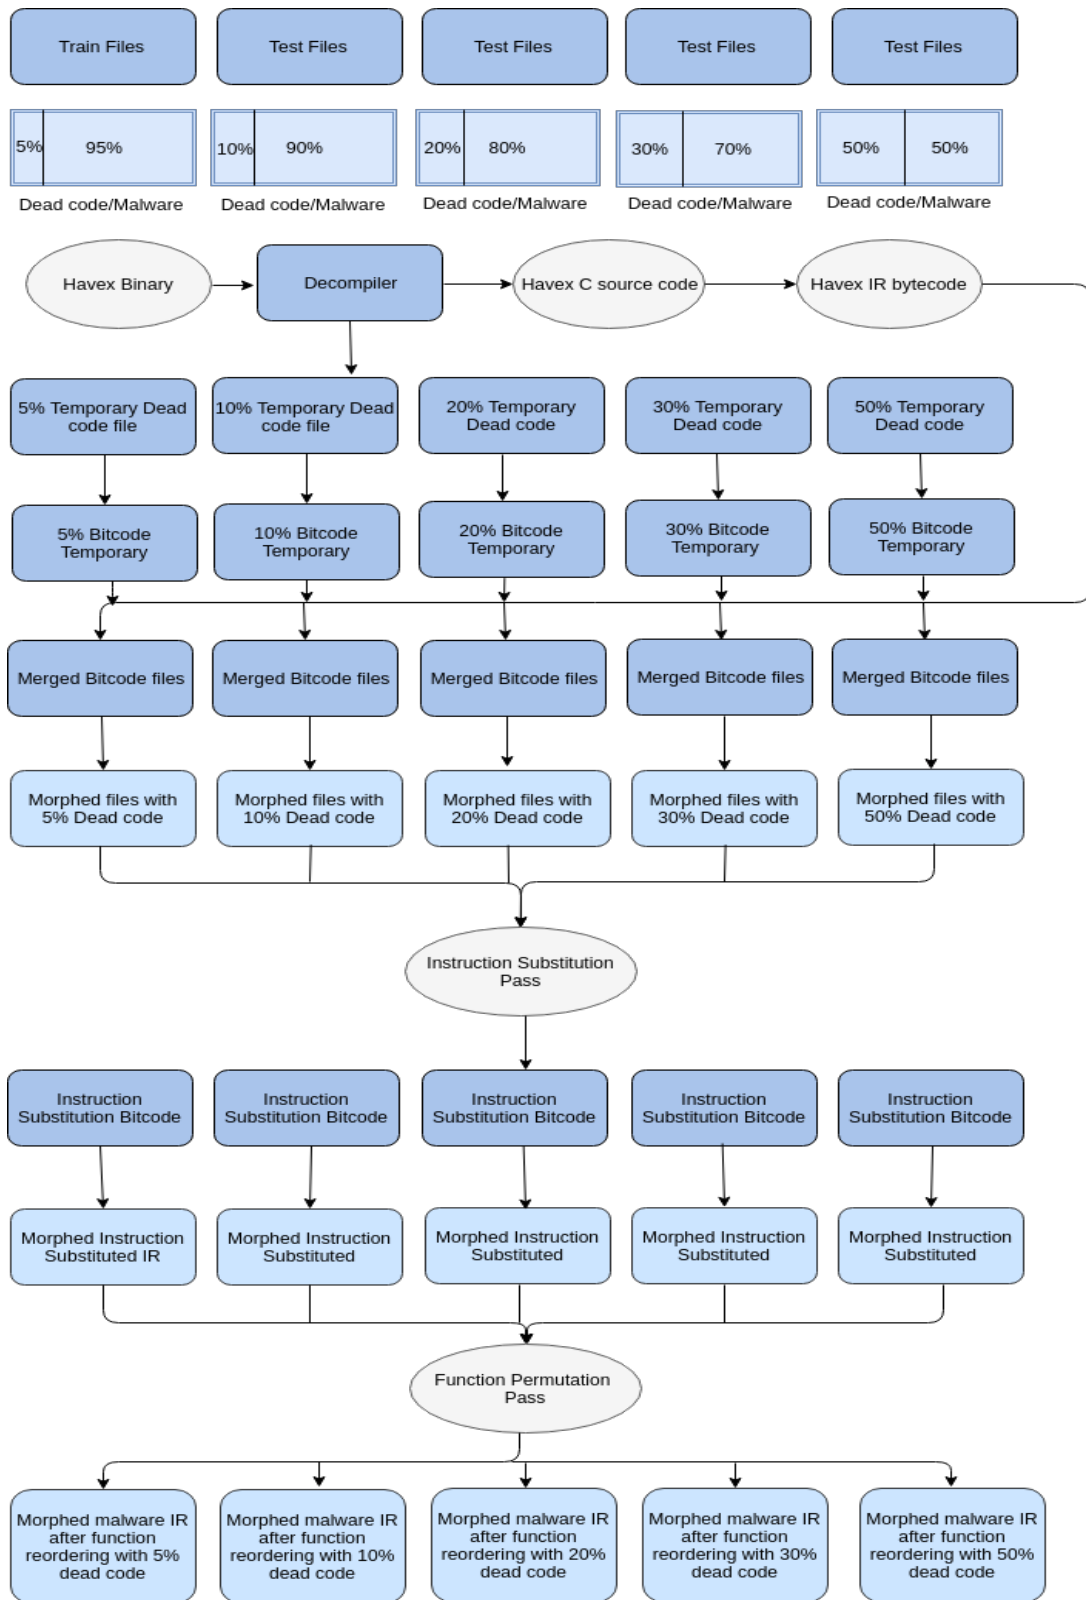 Train Files
Test Files
Test Files
Test Files
Test Files
5%
95%
10%
90%
20%
80%
30%
70%
50%
50%
Dead code/Malware
Dead code/Malware
Dead code/Malware
Dead code/Malware
Dead code/Malware
Havex Binary
Decompiler
Havex C source code
Havex IR bytecode
5% Temporary Dead
code file
10% Temporary Dead
code file
20% Temporary
Dead code
30% Temporary
Dead code
50% Temporary
Dead code
5% Bitcode
Temporary
10% Bitcode
Temporary
20% Bitcode
Temporary
30% Bitcode
Temporary
50% Bitcode
Temporary
Merged Bitcode files
Merged Bitcode files
Merged Bitcode files
Merged Bitcode files
Merged Bitcode files
Morphed files with
5% Dead code
Morphed files with
10% Dead code
Morphed files with
20% Dead code
Morphed files with
30% Dead code
Morphed files with
50% Dead code
Instruction Substitution
Pass
Instruction
Substitution Bitcode
Instruction
Substitution Bitcode
Instruction
Substitution Bitcode
Instruction
Substitution Bitcode
Instruction
Substitution Bitcode
Morphed Instruction
Substituted IR
Morphed Instruction
Substituted
Morphed Instruction
Substituted
Morphed Instruction
Substituted
Morphed Instruction
Substituted
Function Permutation
Pass
Morphed malware IR
after function
reordering with 5%
dead code
Morphed malware IR
after function
reordering with 10%
dead code
Morphed malware IR
after function
reordering with 20%
dead code
Morphed malware IR
after function
reordering with 30%
dead code
Morphed malware IR
after function
reordering with 50%
dead code